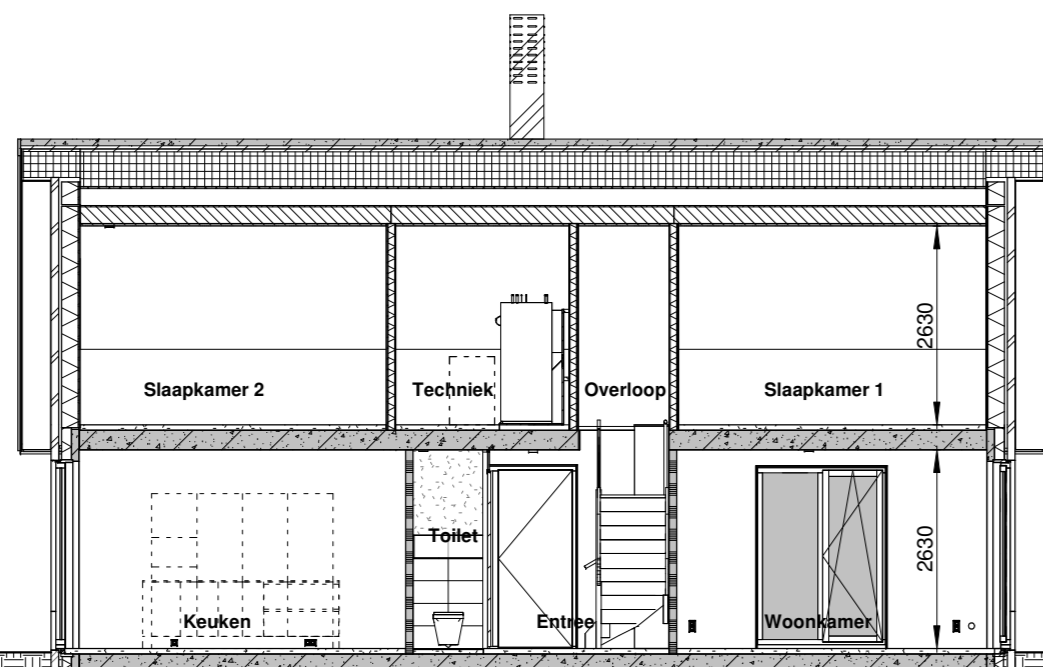 2630
Slaapkamer 2
Techniek
Overloop
Slaapkamer 1
Toilet
2630
Keuken
Entree
Woonkamer